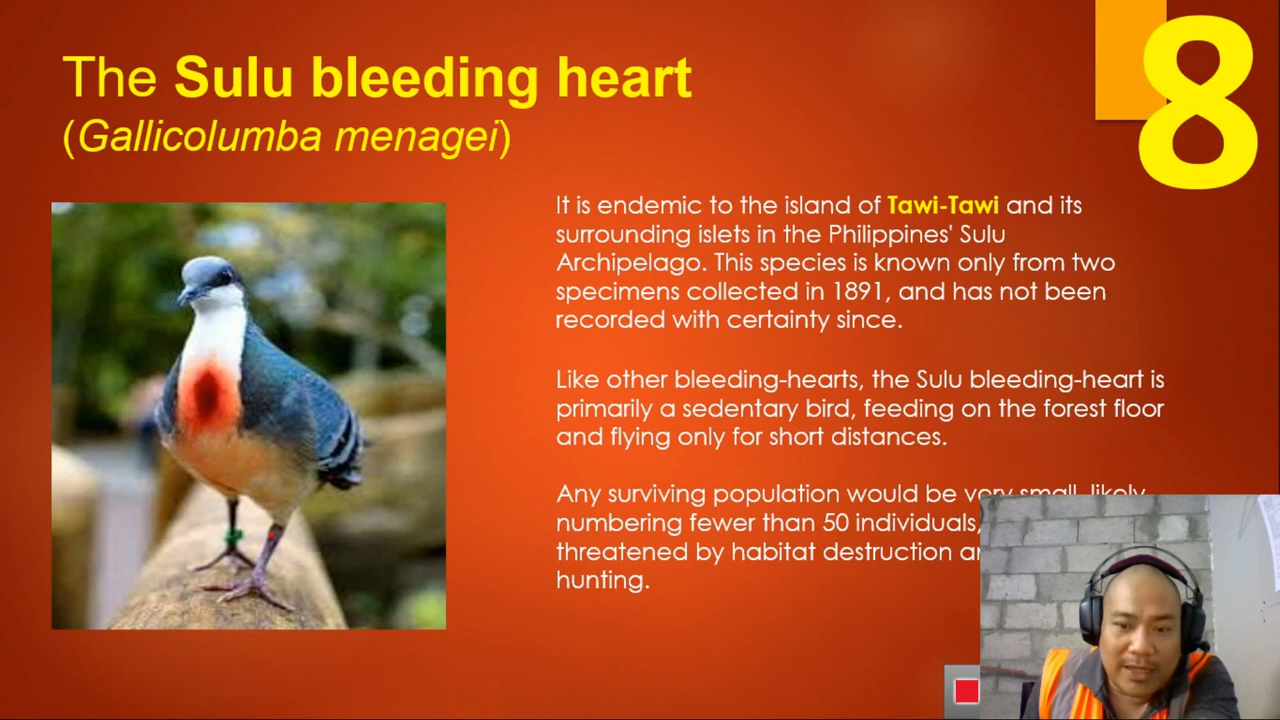 The Sulu bleeding heart
(Gallicolumba menagei)
8
It is endemic to the island of Tawi-Tawi and its
surrounding islets in the Philippines' Sulu
Archipelago. This species is known only from two
specimens collected in 1891, and has not been
recorded with certainty since.
Like other bleeding-hearts, the Sulu bleeding-heart is
primarily a sedentary bird, feeding on the forest floor
and flying only for short distances.
Any surviving population would be very small, likely
numbering fewer than 50 individuals,
threatened by habitat destruction
hunting.